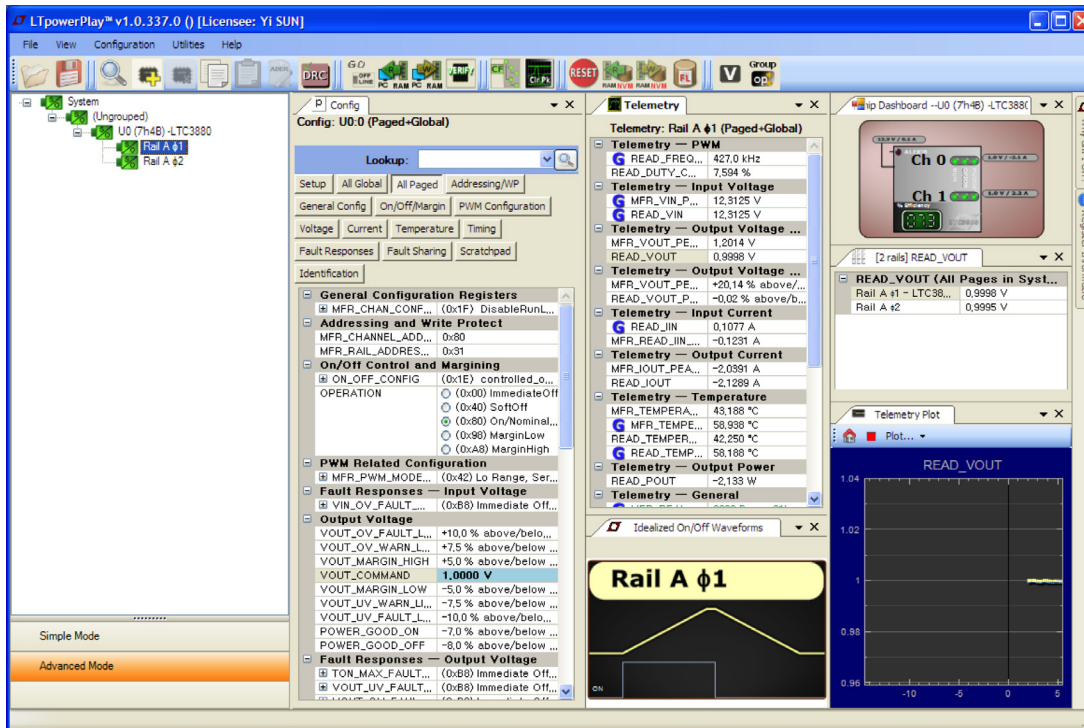 LTpowerPlay™ v1.0.337.0 () [Licensee: Yi SUN]
File View Configuration Utilities Help
DRC
GO OFF LINE
PC RAM PC RAM
VERIFY
CF
Clr.Flt
RESET
RAM NVM RAM NVM
FL
V
Group
op
System
(Ungrouped)
U0 (7h4B) -LTC3880
Rail A ϕ1
Rail A ϕ2
Simple Mode
Advanced Mode
Config
Config: U0:0 (Paged+Global)
Lookup:
Setup All Global All Paged Addressing/WP
General Config On/Off/Margin PWM Configuration
Voltage Current Temperature Timing
Fault Responses Fault Sharing Scratchpad
Identification
General Configuration Registers
MFR_CHAN_CONF... (0x1F) DisableRunL...
Addressing and Write Protect
MFR_CHANNEL_ADD... 0x80
MFR_RAIL_ADDRES... 0x31
On/Off Control and Margining
ON_OFF_CONFIG (0x1E) controlled_o...
OPERATION (0x00) ImmediateOff
(0x40) SoftOff
(0x80) On/Nominal,...
(0x98) MarginLow
(0xA8) MarginHigh
PWM Related Configuration
MFR_PWM_MODE... (0x42) Lo Range, Ser...
Fault Responses — Input Voltage
VIN_OV_FAULT_... (0xB8) Immediate Off,...
Output Voltage
VOUT_OV_FAULT_L... +10,0 % above/belo...
VOUT_OV_WARN_L... +7,5 % above/below ...
VOUT_MARGIN_HIGH +5,0 % above/below ...
VOUT_COMMAND 1,0000 V
VOUT_MARGIN_LOW -5,0 % above/below ...
VOUT_UV_WARN_LI... -7,5 % above/below ...
VOUT_UV_FAULT_L... -10,0 % above/below...
POWER_GOOD_ON -7,0 % above/below ...
POWER_GOOD_OFF -8,0 % above/below ...
Fault Responses — Output Voltage
TON_MAX_FAULT... (0xB8) Immediate Off,...
VOUT_UV_FAULT... (0xB8) Immediate Off,...
Telemetry
Telemetry: Rail A ϕ1 (Paged+Global)
Telemetry — PWM
G READ_FREQ... 427,0 kHz
READ_DUTY_C... 7,594 %
Telemetry — Input Voltage
G MFR_VIN_P... 12,3125 V
G READ_VIN 12,3125 V
Telemetry — Output Voltage ...
MFR_VOUT_PE... 1,2014 V
READ_VOUT 0,9998 V
Telemetry — Output Voltage ...
MFR_VOUT_PE... +20,14 % above/...
READ_VOUT_P... -0,02 % above/b...
Telemetry — Input Current
G READ_IIN 0,1077 A
MFR_READ_IIN_... -0,1231 A
Telemetry — Output Current
MFR_IOUT_PEA... -2,0391 A
READ_IOUT -2,1289 A
Telemetry — Temperature
MFR_TEMPERA... 43,188 °C
G MFR_TEMPE... 58,938 °C
READ_TEMPER... 42,250 °C
G READ_TEMP... 58,188 °C
Telemetry — Output Power
READ_POUT -2,133 W
Telemetry — General
Idealized On/Off Waveforms
Rail A ϕ1
ON
hip Dashboard --U0 (7h4B) -LTC388(
Ch 0
Ch 1
% Efficiency
[2 rails] READ_VOUT
READ_VOUT (All Pages in Syst...
Rail A ϕ1 - LTC38... 0,9998 V
Rail A ϕ2 0,9995 V
Telemetry Plot
Plot...
READ_VOUT
1.04
1.02
1
0.98
0.96
-10 -5 0 5